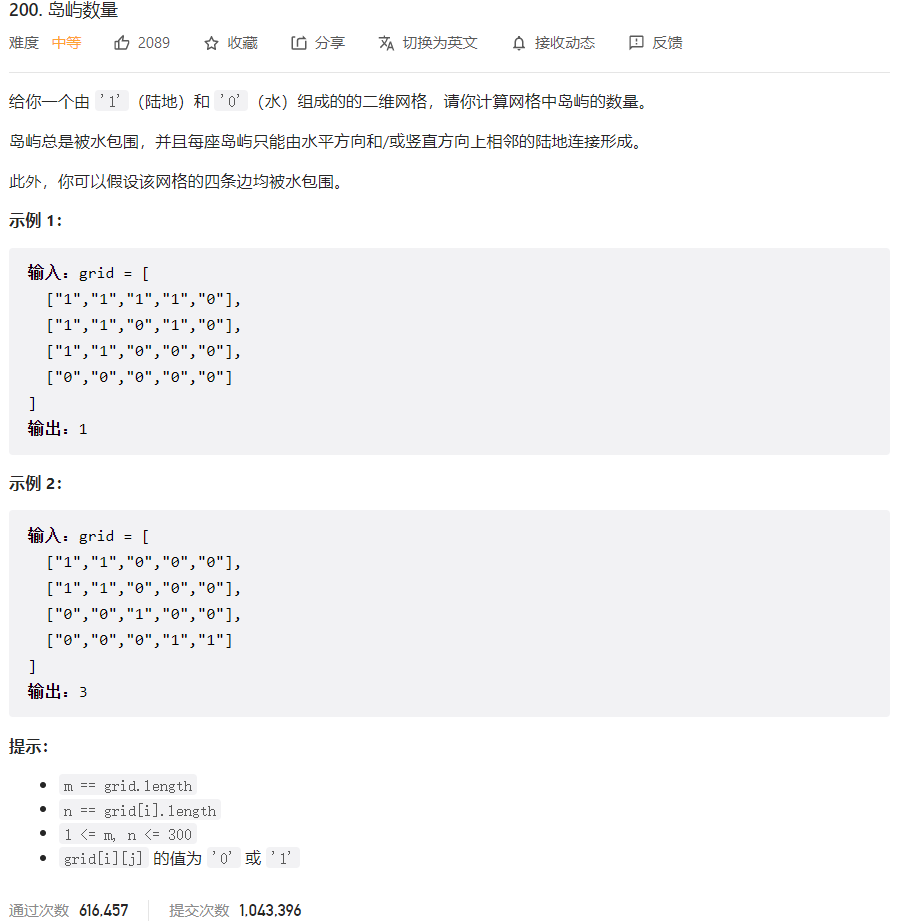 200. 岛屿数量
难度 中等 2089 收藏 分享 切换为英文 接收动态 反馈
给你一个由 '1' （陆地）和 '0' （水）组成的的二维网格，请你计算网格中岛屿的数量。
岛屿总是被水包围，并且每座岛屿只能由水平方向和/或竖直方向上相邻的陆地连接形成。
此外，你可以假设该网格的四条边均被水包围。
示例 1：
输入：grid = [
  ["1","1","1","1","0"],
  ["1","1","0","1","0"],
  ["1","1","0","0","0"],
  ["0","0","0","0","0"]
]
输出：1
示例 2：
输入：grid = [
  ["1","1","0","0","0"],
  ["1","1","0","0","0"],
  ["0","0","1","0","0"],
  ["0","0","0","1","1"]
]
输出：3
提示：
m == grid.length
n == grid[i].length
1 <= m, n <= 300
grid[i][j] 的值为 '0' 或 '1'
通过次数 616,457 提交次数 1,043,396